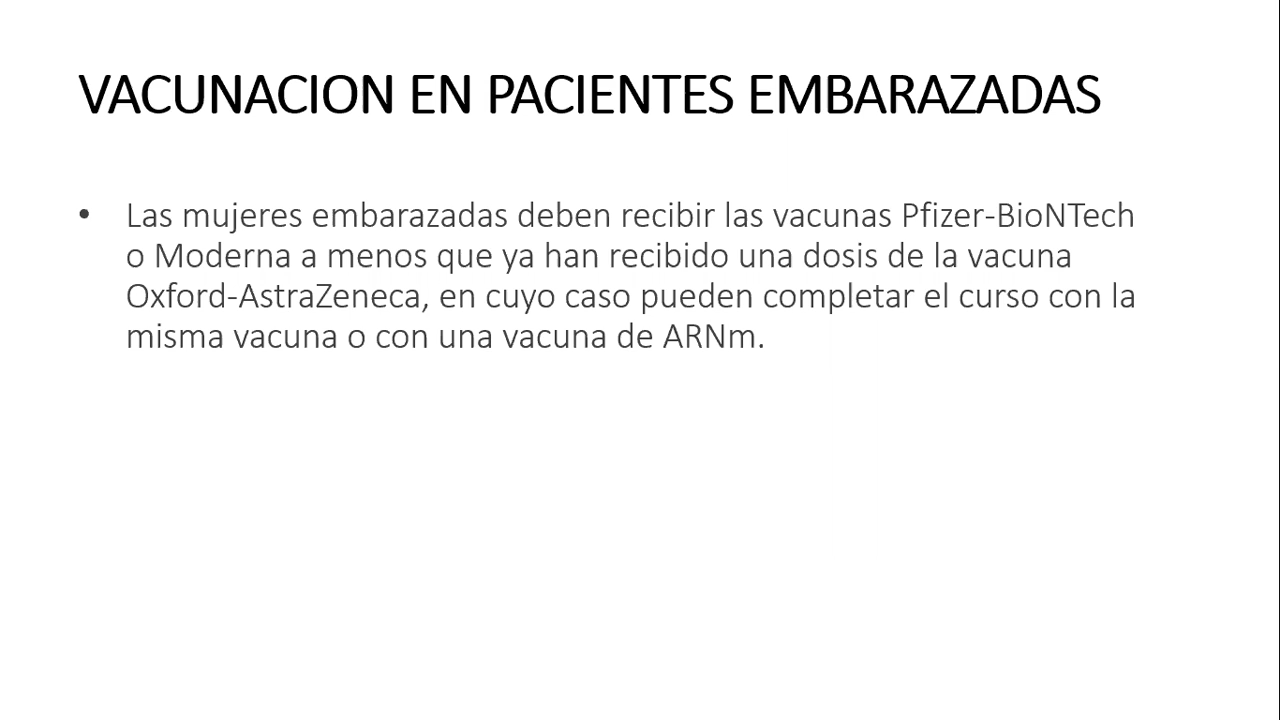 VACUNACION EN PACIENTES EMBARAZADAS
• Las mujeres embarazadas deben recibir las vacunas Pfizer-BioNTech
o Moderna a menos que ya han recibido una dosis de la vacuna
Oxford-AstraZeneca, en cuyo caso pueden completar el curso con la
misma vacuna o con una vacuna de ARNm.